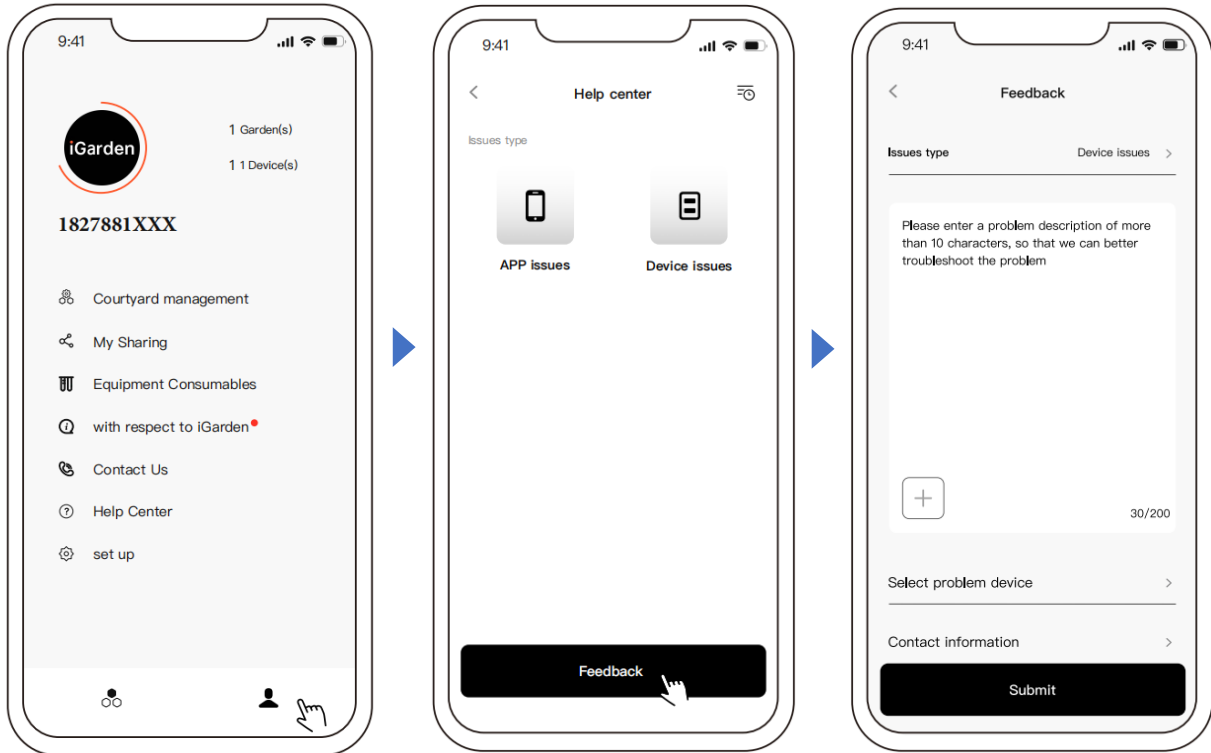 9:41
iGarden
1 Garden(s)
1 1 Device(s)
1827881XXX
Courtyard management
My Sharing
Equipment Consumables
with respect to iGarden
Contact Us
Help Center
set up
9:41
Help center
Issues type
APP issues
Device issues
Feedback
9:41
Feedback
Issues type
Device issues
Please enter a problem description of more
than 10 characters, so that we can better
troubleshoot the problem
30/200
Select problem device
Contact information
Submit